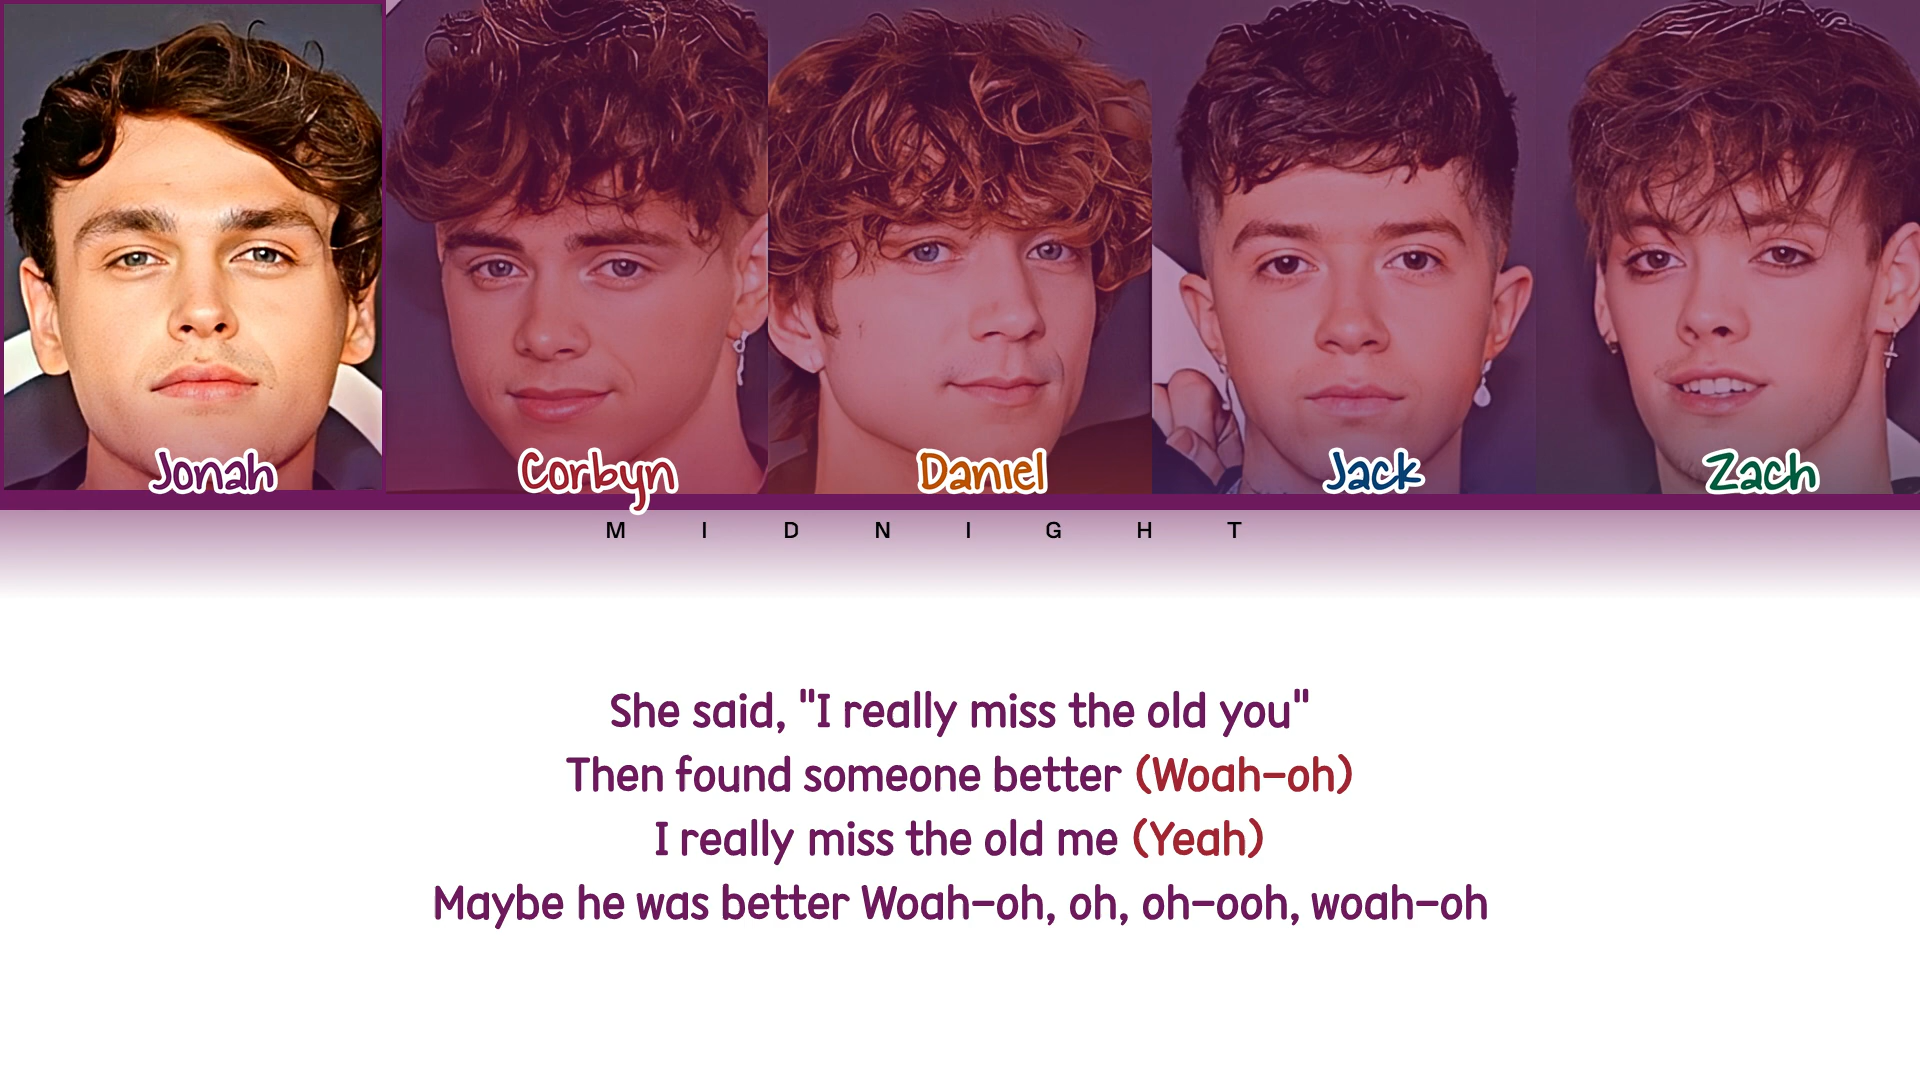 Jonah Corbyn Daniel Jack Zach
MIDNIGHT
She said, "I really miss the old you"
Then found someone better (Woah-oh)
I really miss the old me (Yeah)
Maybe he was better Woah-oh, oh, oh-ooh, woah-oh